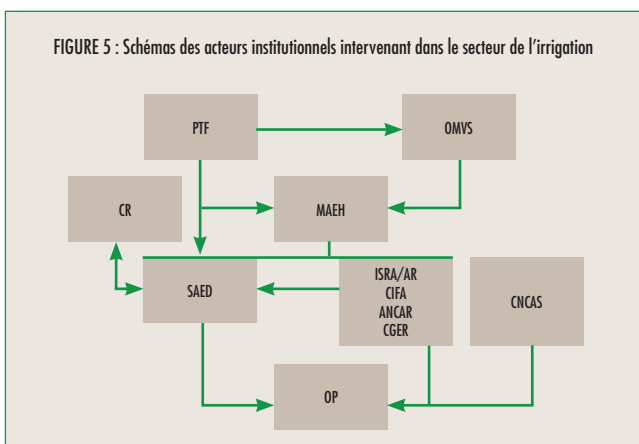 FIGURE 5 : Schémas des acteurs institutionnels intervenant dans le secteur de l'irrigation
PTF
OMVS
CR
MAEH
SAED
ISRA/AR
CIFA
ANCAR
CGER
CNCAS
OP